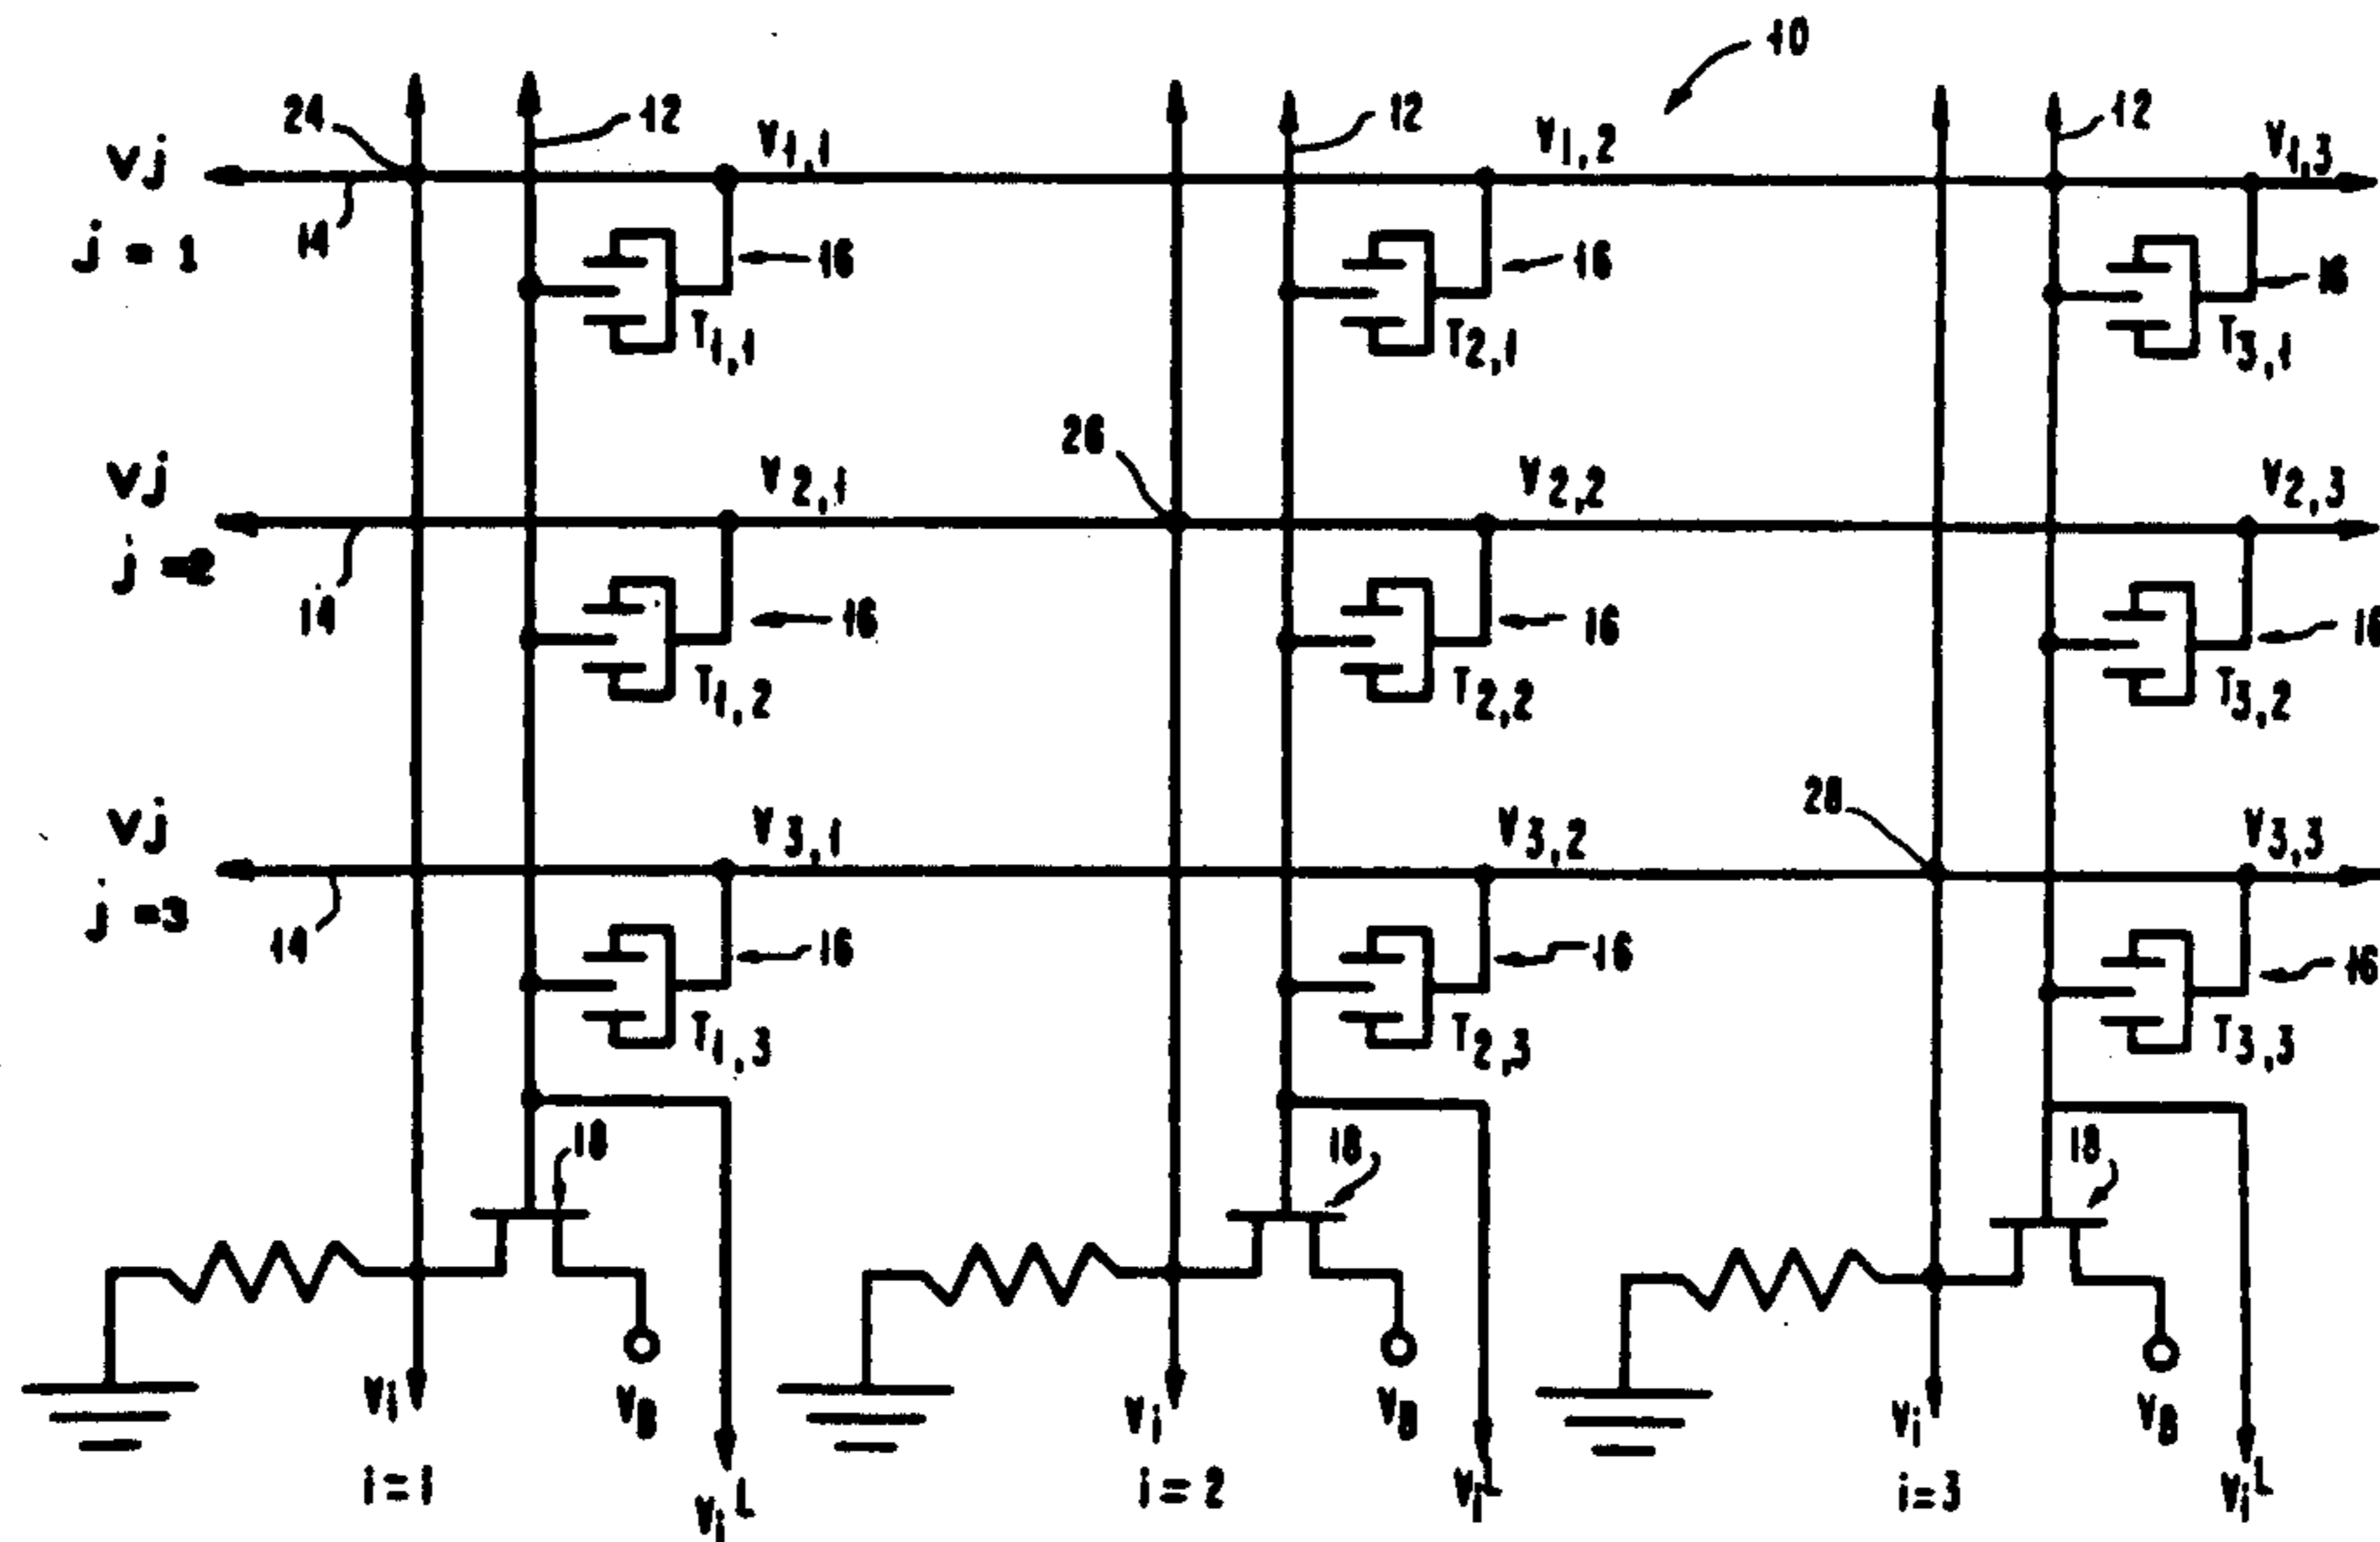 10
24
12
V1,1
12
V1,2
12
V1,3
vj
14
j = 1
16
16
16
T1,1
T2,1
T3,1
26
vj
V2,1
V2,2
V2,3
j = 2
14
16
16
16
T1,2
T2,2
T3,2
28
vj
V3,1
V3,2
V3,3
j = 3
14
16
16
16
T1,3
T2,3
T3,3
18
18
18
Vi
VB
Vi
VB
Vi
VB
i = 1
ViL
i = 2
ViL
i = 3
ViL